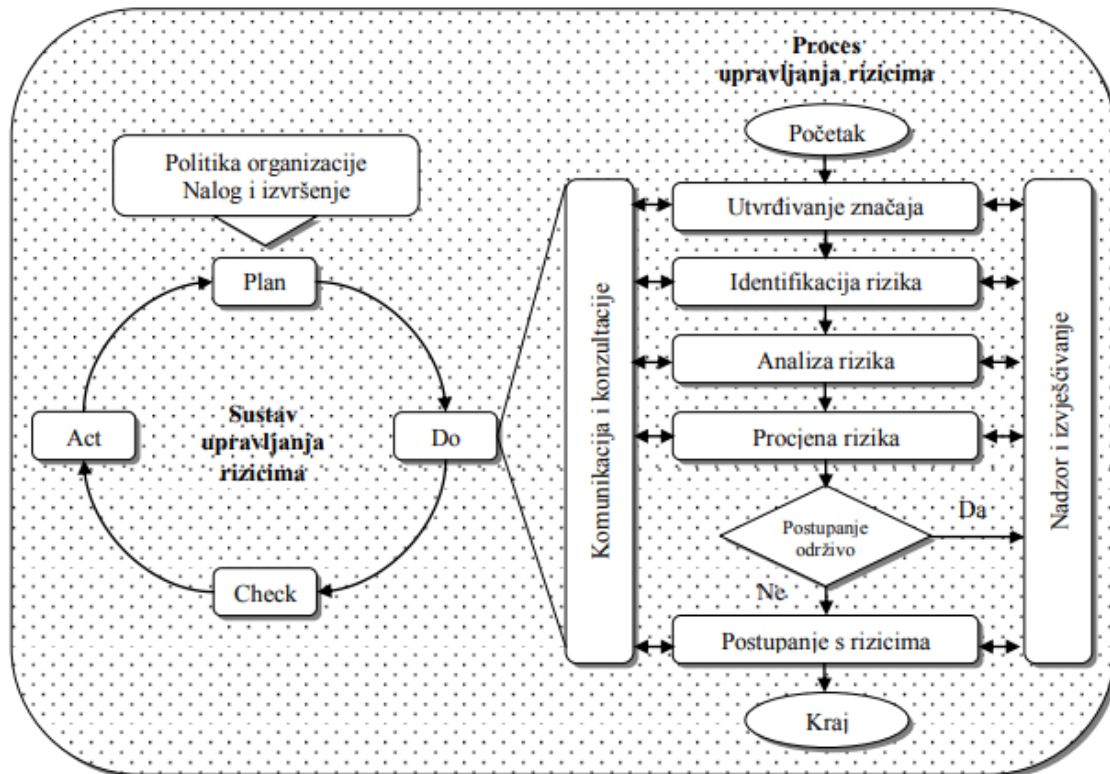 Proces
upravljanja rizicima
Početak
Politika organizacije
Nalog i izvršenje
Utvrđivanje značaja
Plan
Identifikacija rizika
Analiza rizika
Act
Sustav
upravljanja
rizicima
Do
Komunikacija i konzultacije
Procjena rizika
Nadzor i izvješćivanje
Da
Postupanje
održivo
Ne
Check
Postupanje s rizicima
Kraj